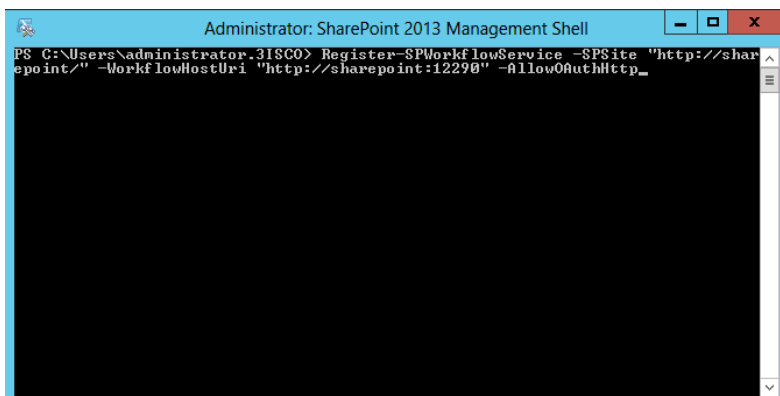 Administrator: SharePoint 2013 Management Shell
PS C:\Users\administrator.3ISCO> Register-SPWorkflowService -SPSite "http://shar
epoint/" -WorkflowHostUri "http://sharepoint:12290" -AllowOAuthHttp_